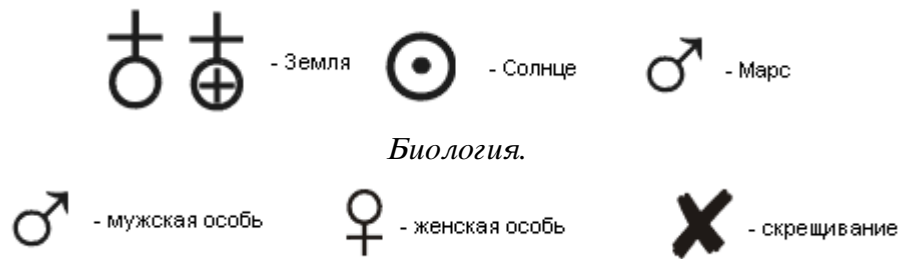 - Земля - Солнце - Марс
Биология.
- мужская особь - женская особь - скрещивание